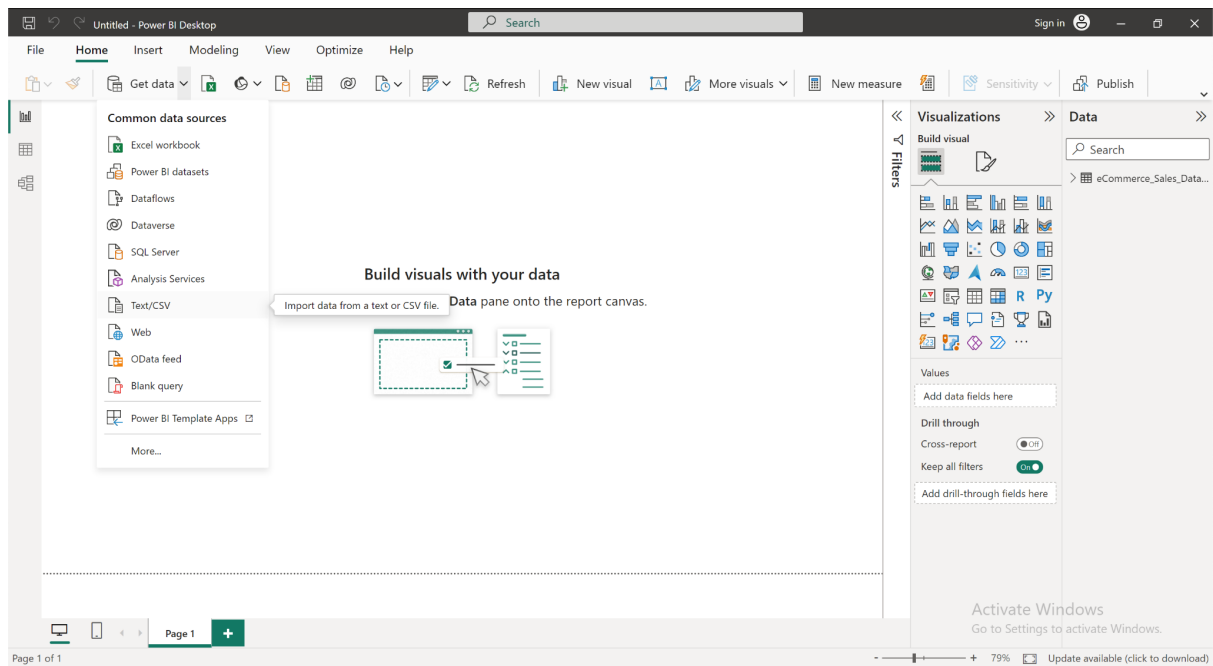 Untitled - Power BI Desktop
Search
Sign in
File Home Insert Modeling View Optimize Help
Get data
Refresh
New visual
More visuals
New measure
Sensitivity
Publish
Common data sources
Excel workbook
Power BI datasets
Dataflows
Dataverse
SQL Server
Analysis Services
Text/CSV
Import data from a text or CSV file.
Web
OData feed
Blank query
Power BI Template Apps
More...
Build visuals with your data
Data pane onto the report canvas.
Filters
Visualizations
Build visual
123
R Py
123
Values
Add data fields here
Drill through
Cross-report
Off
Keep all filters
On
Add drill-through fields here
Data
Search
eCommerce_Sales_Data...
Activate Windows
Go to Settings to activate Windows.
Page 1
+
Page 1 of 1
- + 79%
Update available (click to download)